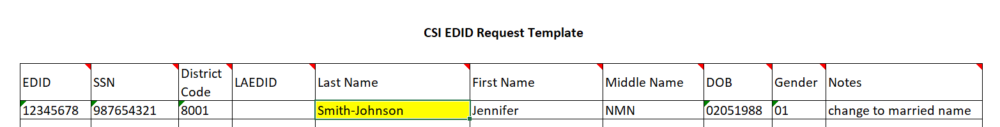 CSI EDID Request Template
EDID SSN District Code LAEDID Last Name First Name Middle Name DOB Gender Notes
12345678 987654321 8001 Smith-Johnson Jennifer NMN 02051988 01 change to married name